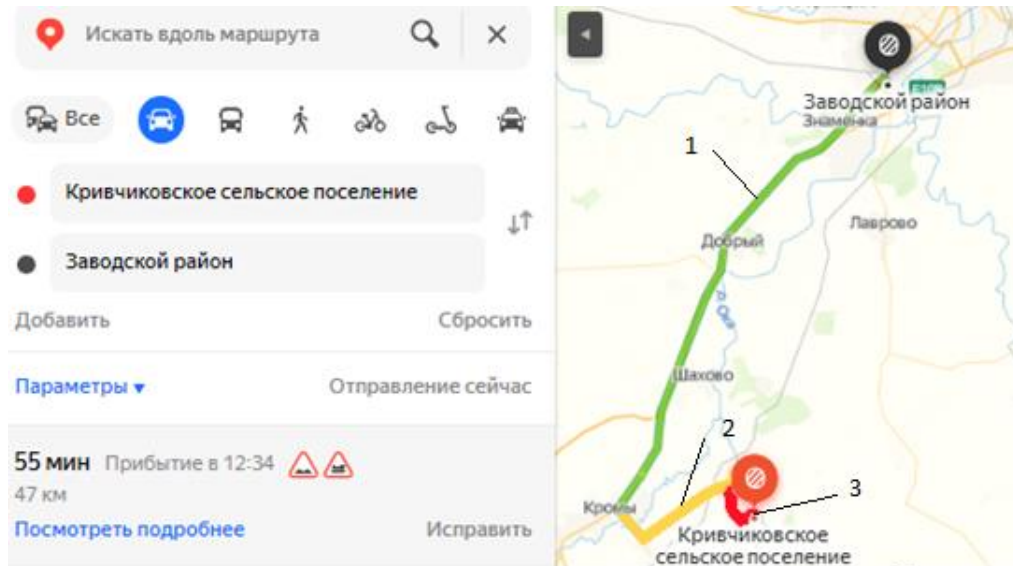 Искать вдоль маршрута
Все
Кривчиковское сельское поселение
Заводской район
Добавить
Сбросить
Параметры
Отправление сейчас
55 мин Прибытие в 12:34
47 км
Посмотреть подробнее
Исправить
Заводской район
Знаменка
1
Лаврово
Добрый
р. Ока
Шахово
2
3
Кромы
Кривчиковское
сельское поселение